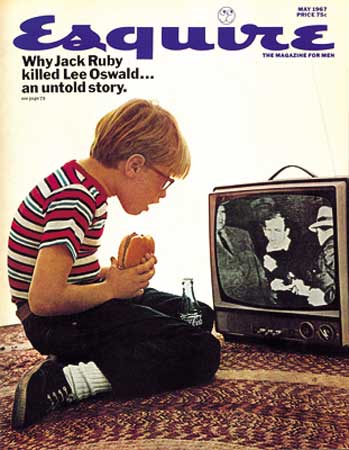 MAY 1967
PRICE 75¢
Esquire
THE MAGAZINE FOR MEN
Why Jack Ruby
killed Lee Oswald...
an untold story.
see page 79